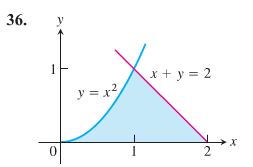 36.
y
1
x + y = 2
y = x²
x
0
1
2